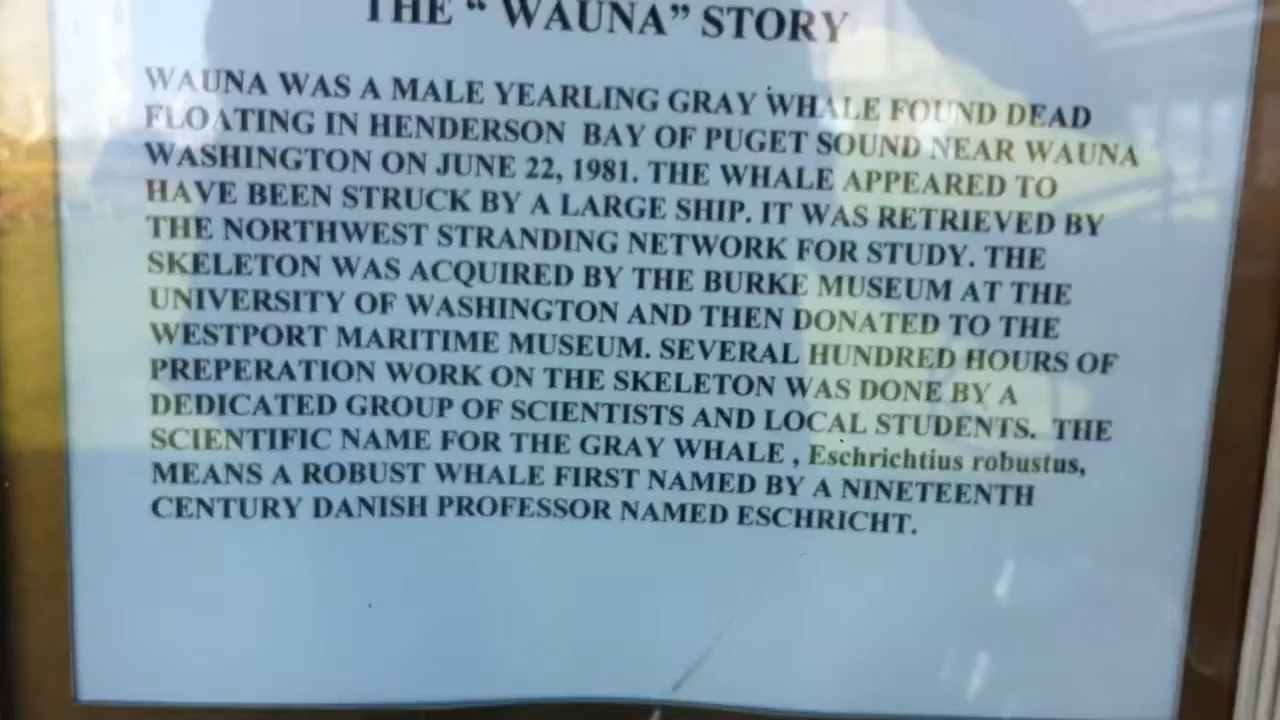 THE “ WAUNA” STORY
WAUNA WAS A MALE YEARLING GRAY WHALE FOUND DEAD
FLOATING IN HENDERSON BAY OF PUGET SOUND NEAR WAUNA
WASHINGTON ON JUNE 22, 1981. THE WHALE APPEARED TO
HAVE BEEN STRUCK BY A LARGE SHIP. IT WAS RETRIEVED BY
THE NORTHWEST STRANDING NETWORK FOR STUDY. THE
SKELETON WAS ACQUIRED BY THE BURKE MUSEUM AT THE
UNIVERSITY OF WASHINGTON AND THEN DONATED TO THE
WESTPORT MARITIME MUSEUM. SEVERAL HUNDRED HOURS OF
PREPERATION WORK ON THE SKELETON WAS DONE BY A
DEDICATED GROUP OF SCIENTISTS AND LOCAL STUDENTS. THE
SCIENTIFIC NAME FOR THE GRAY WHALE , Eschrichtius robustus,
MEANS A ROBUST WHALE FIRST NAMED BY A NINETEENTH
CENTURY DANISH PROFESSOR NAMED ESCHRICHT.